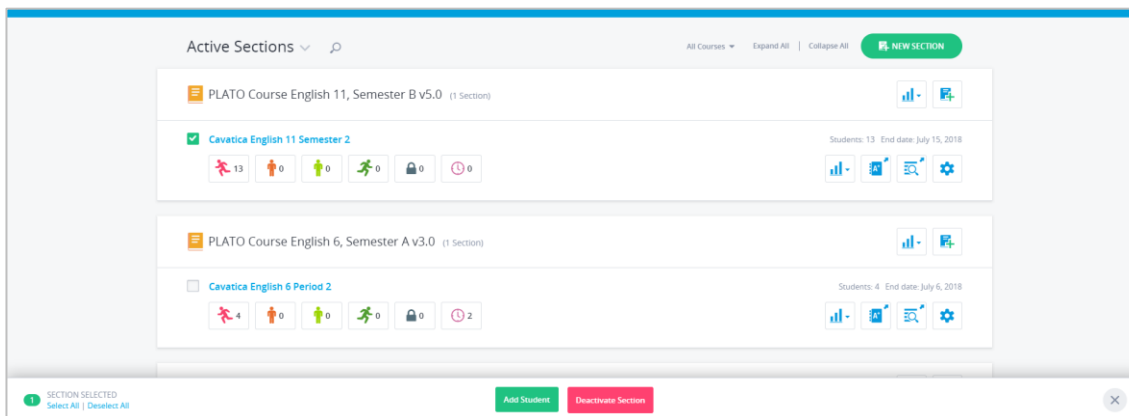 Active Sections
All Courses Expand All | Collapse All NEW SECTION
PLATO Course English 11, Semester B v5.0 (1 Section)
Cavatica English 11 Semester 2
Students: 13 End date: July 15, 2018
13 0 0 0 0 0
A+
PLATO Course English 6, Semester A v3.0 (1 Section)
Cavatica English 6 Period 2
Students: 4 End date: July 6, 2018
4 0 0 0 0 2
A+
1 SECTION SELECTED
Select All | Deselect All
Add Student Deactivate Section